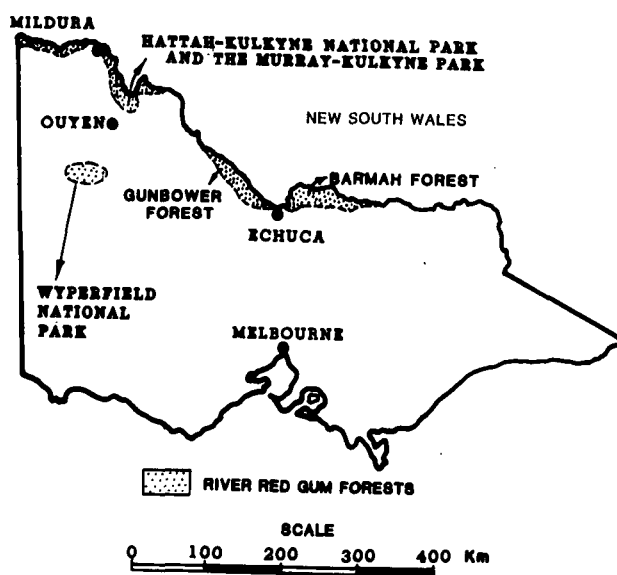 MILDURA
HATTAH-KULKYNE NATIONAL PARK
AND THE MURRAY-KULKYNE PARK
OUYEN
NEW SOUTH WALES
BARMAH FOREST
GUNBOWER
FOREST
ECHUCA
WYPERFIELD
NATIONAL
PARK
MELBOURNE
RIVER RED GUM FORESTS
SCALE
0 100 200 300 400 Km